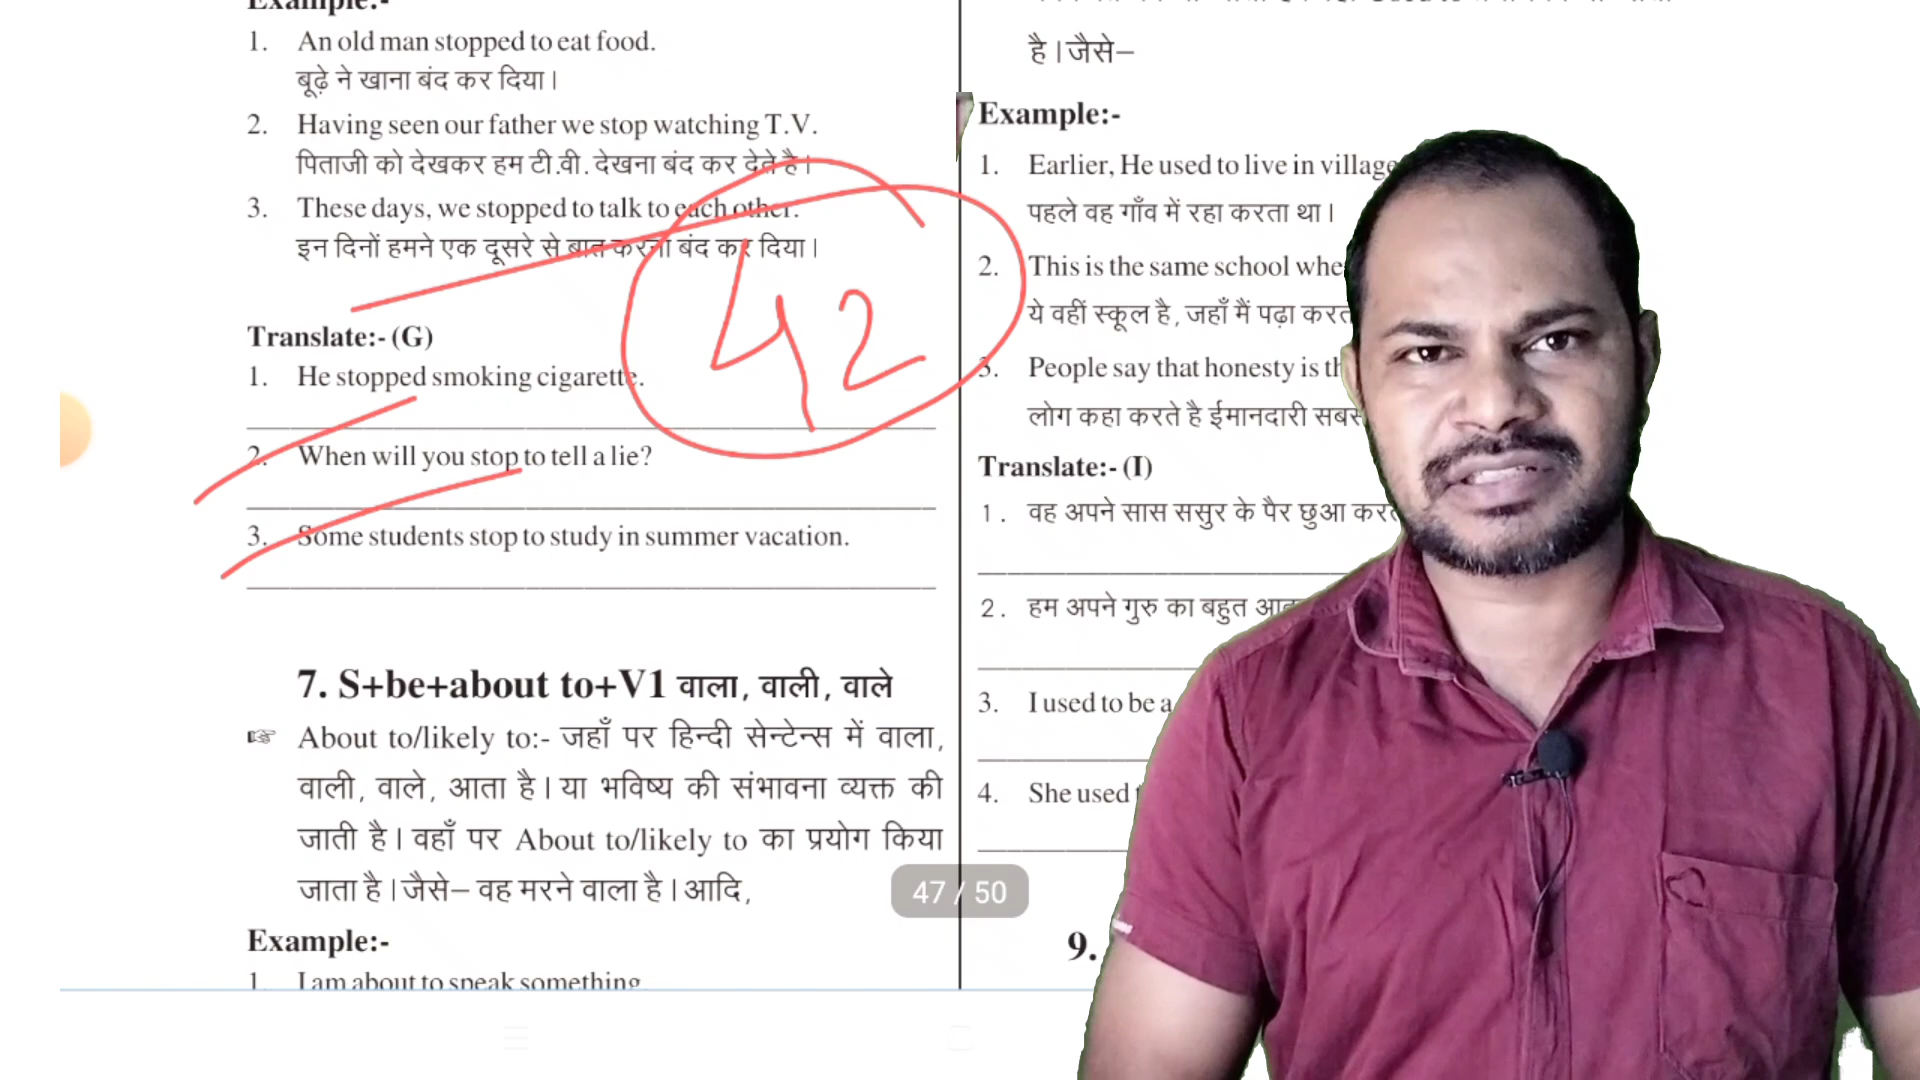 Example:-
1. An old man stopped to eat food.
बूढ़े ने खाना बंद कर दिया।
2. Having seen our father we stop watching T.V.
पिताजी को देखकर हम टी.वी. देखना बंद कर देते है।
3. These days, we stopped to talk to each other.
इन दिनों हमने एक दूसरे से बात करना बंद कर दिया।
42
Translate:- (G)
1. He stopped smoking cigarette.
2. When will you stop to tell a lie?
3. Some students stop to study in summer vacation.
7. S+be+about to+V1 वाला, वाली, वाले
☞ About to/likely to:- जहाँ पर हिन्दी सेन्टेन्स में वाला,
वाली, वाले, आता है। या भविष्य की संभावना व्यक्त की
जाती है। वहाँ पर About to/likely to का प्रयोग किया
जाता है। जैसे– वह मरने वाला है। आदि,
Example:-
1. I am about to speak something
है। जैसे–
Example:-
1. Earlier, He used to live in village
पहले वह गाँव में रहा करता था।
2. This is the same school
ये वहीं स्कूल है, जहाँ मैं पढ़ा
3. People say that honesty is
लोग कहा करते है ईमानदारी
Translate:- (I)
1. वह अपने सास ससुर के पैर छुआ
2. हम अपने गुरु का बहुत
3. I used to be a
4. She used
9.
47 / 50